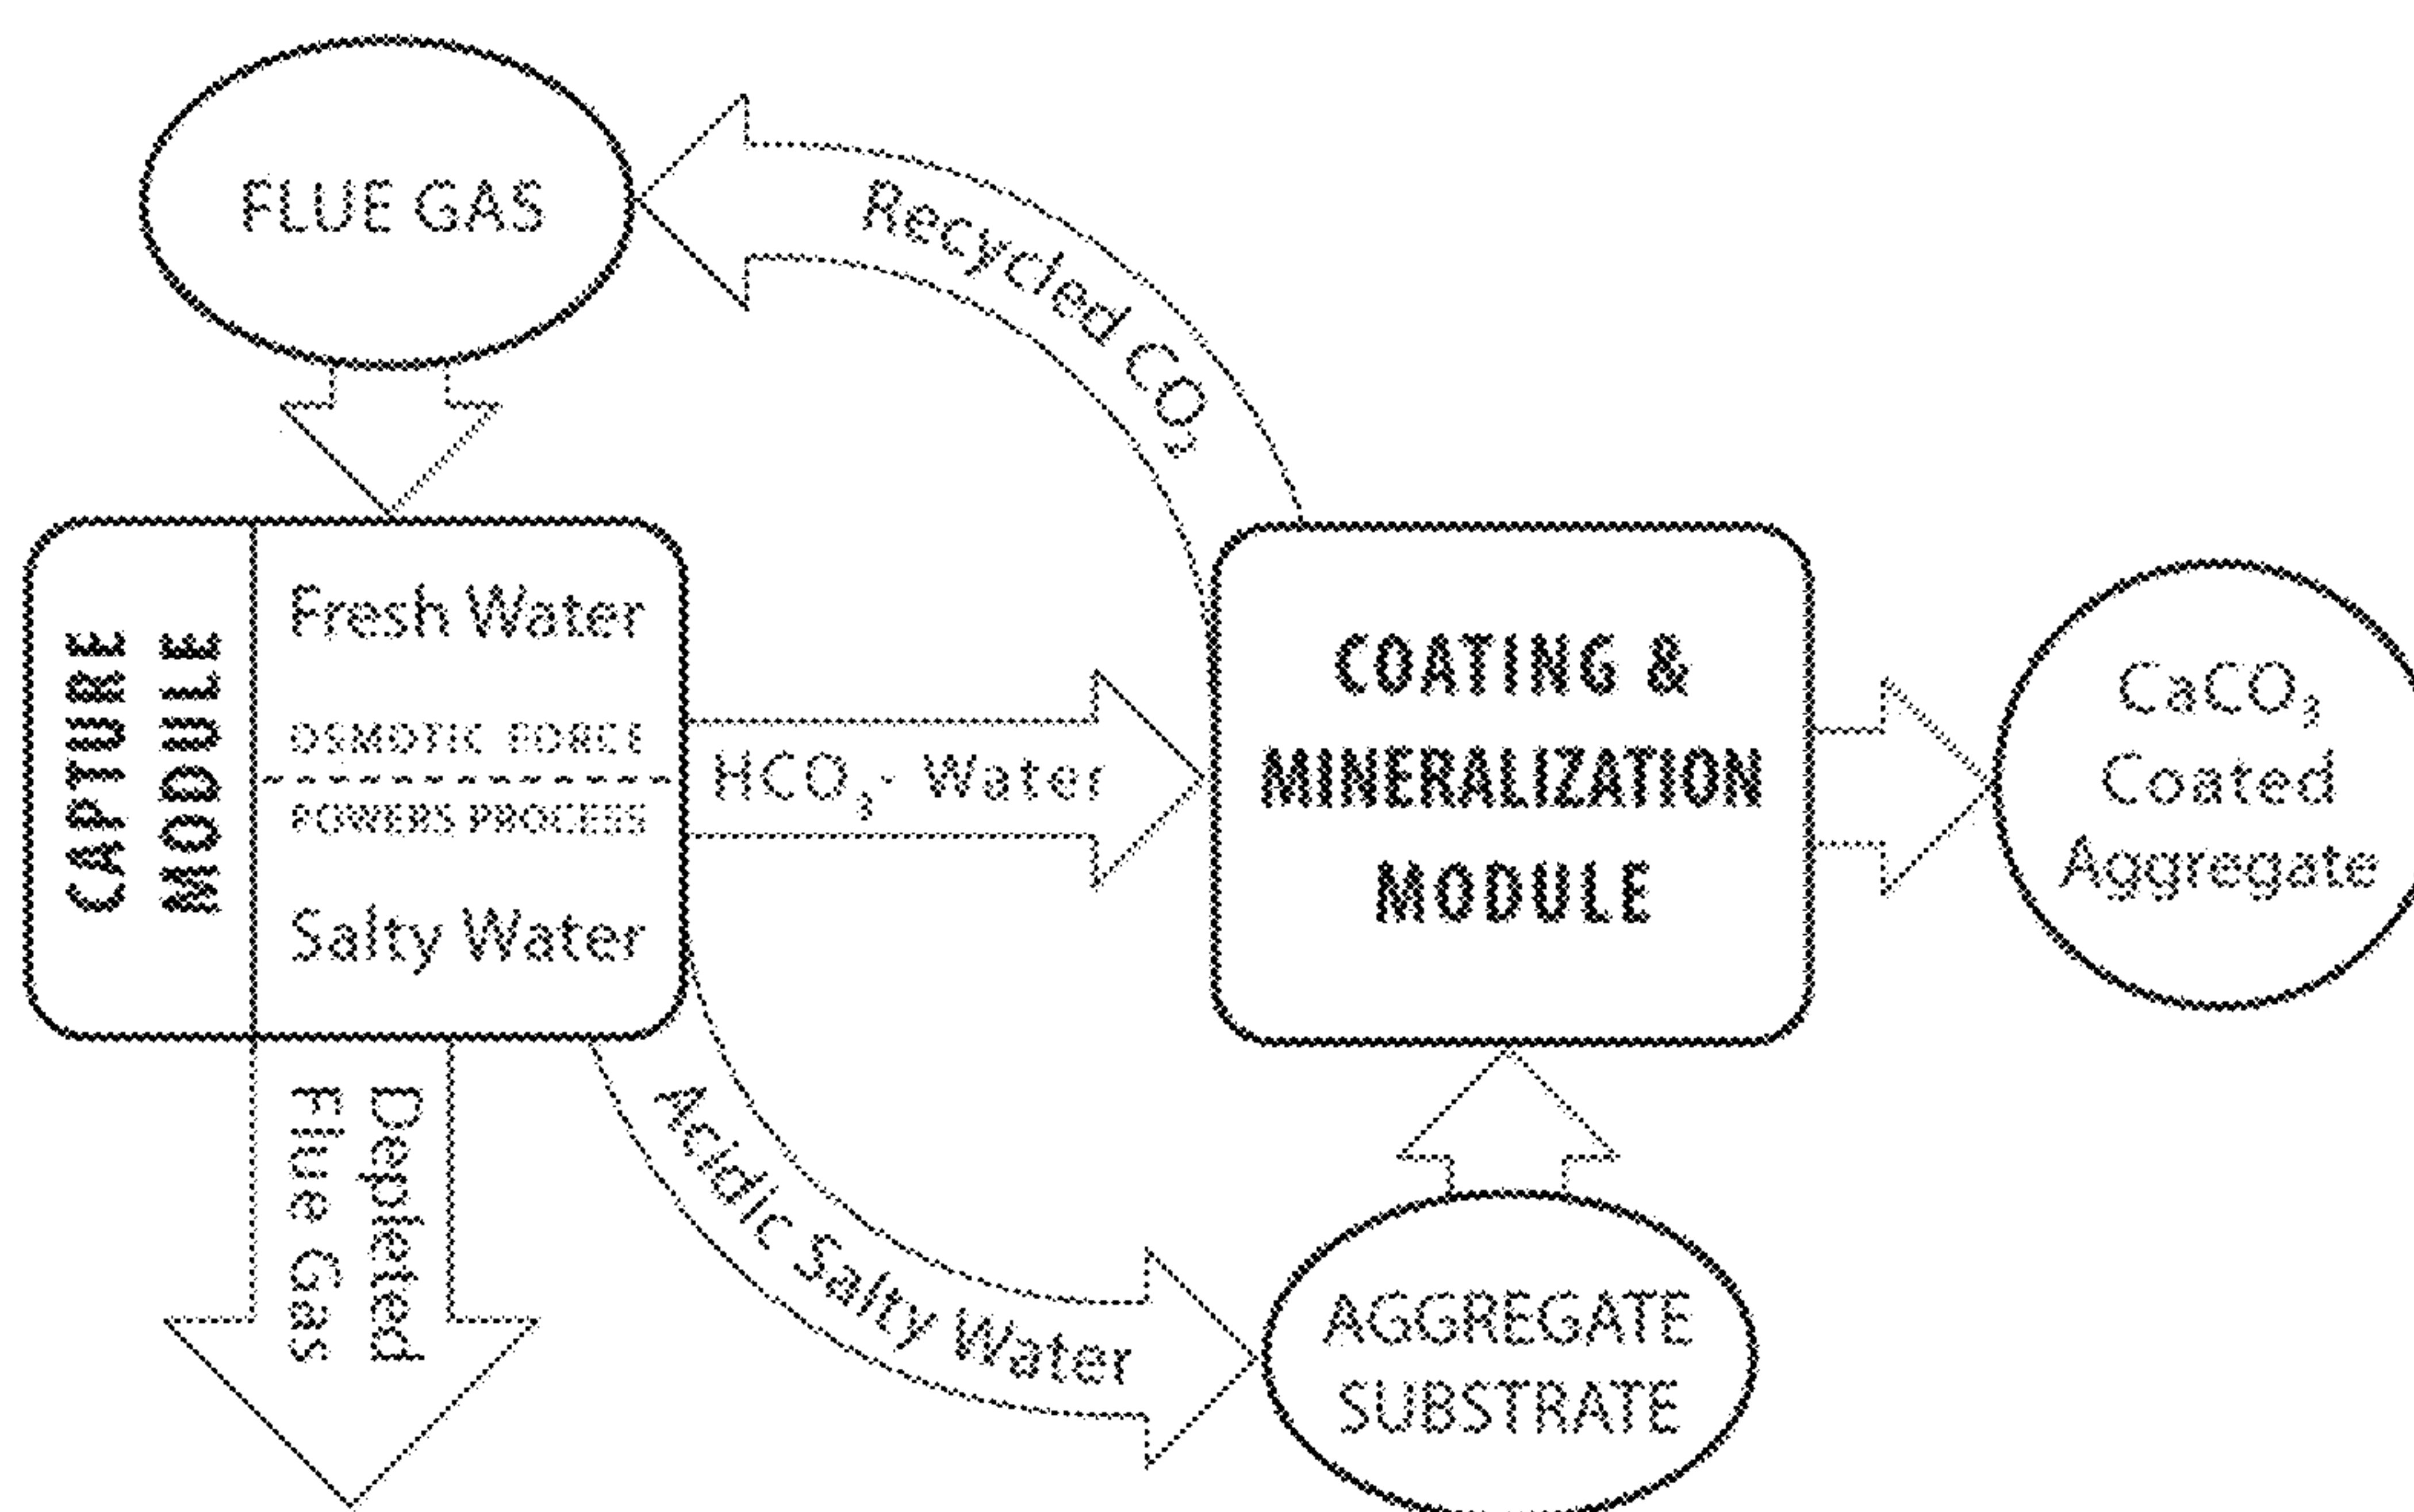 FLUE GAS
Recycled CO₂
CAPTURE
MODULE
Fresh Water
OSMOTIC FORCE
POWERS PROCESS
Salty Water
HCO₃- Water
COATING &
MINERALIZATION
MODULE
CaCO₃
Coated
Aggregate
Depleted
Flue Gas
Acidic Salty Water
AGGREGATE
SUBSTRATE